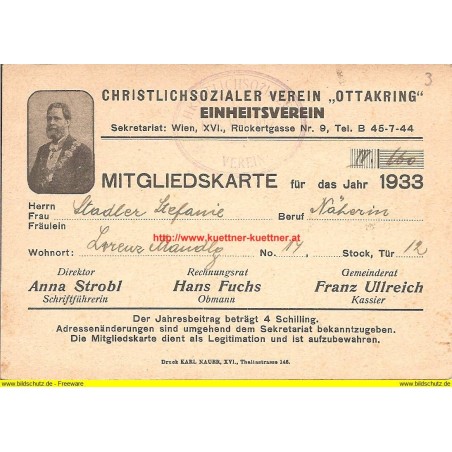 3
CHRISTLICHSOZIALER VEREIN „OTTAKRING“
EINHEITSVEREIN
Sekretariat: Wien, XVI., Rückertgasse Nr. 9, Tel. B 45-7-44
VEREIN
MITGLIEDSKARTE für das Jahr 1933
Herrn
Frau Stadler Stefanie Beruf Näherin
Fräulein
www.kuettner-kuettner.at
Wohnort: Lorenz Mandlg No. 14 Stock, Tür 12
Direktor Rechnungsrat Gemeinderat
Anna Strobl Hans Fuchs Franz Ullreich
Schriftführerin Obmann Kassier
Der Jahresbeitrag beträgt 4 Schilling.
Adressenänderungen sind umgehend dem Sekretariat bekanntzugeben.
Die Mitgliedskarte dient als Legitimation und ist aufzubewahren.
Druck KARL NAUER, XVI., Thaliastrasse 145.
www.bildschutz.de - Freeware www.bildschutz.de